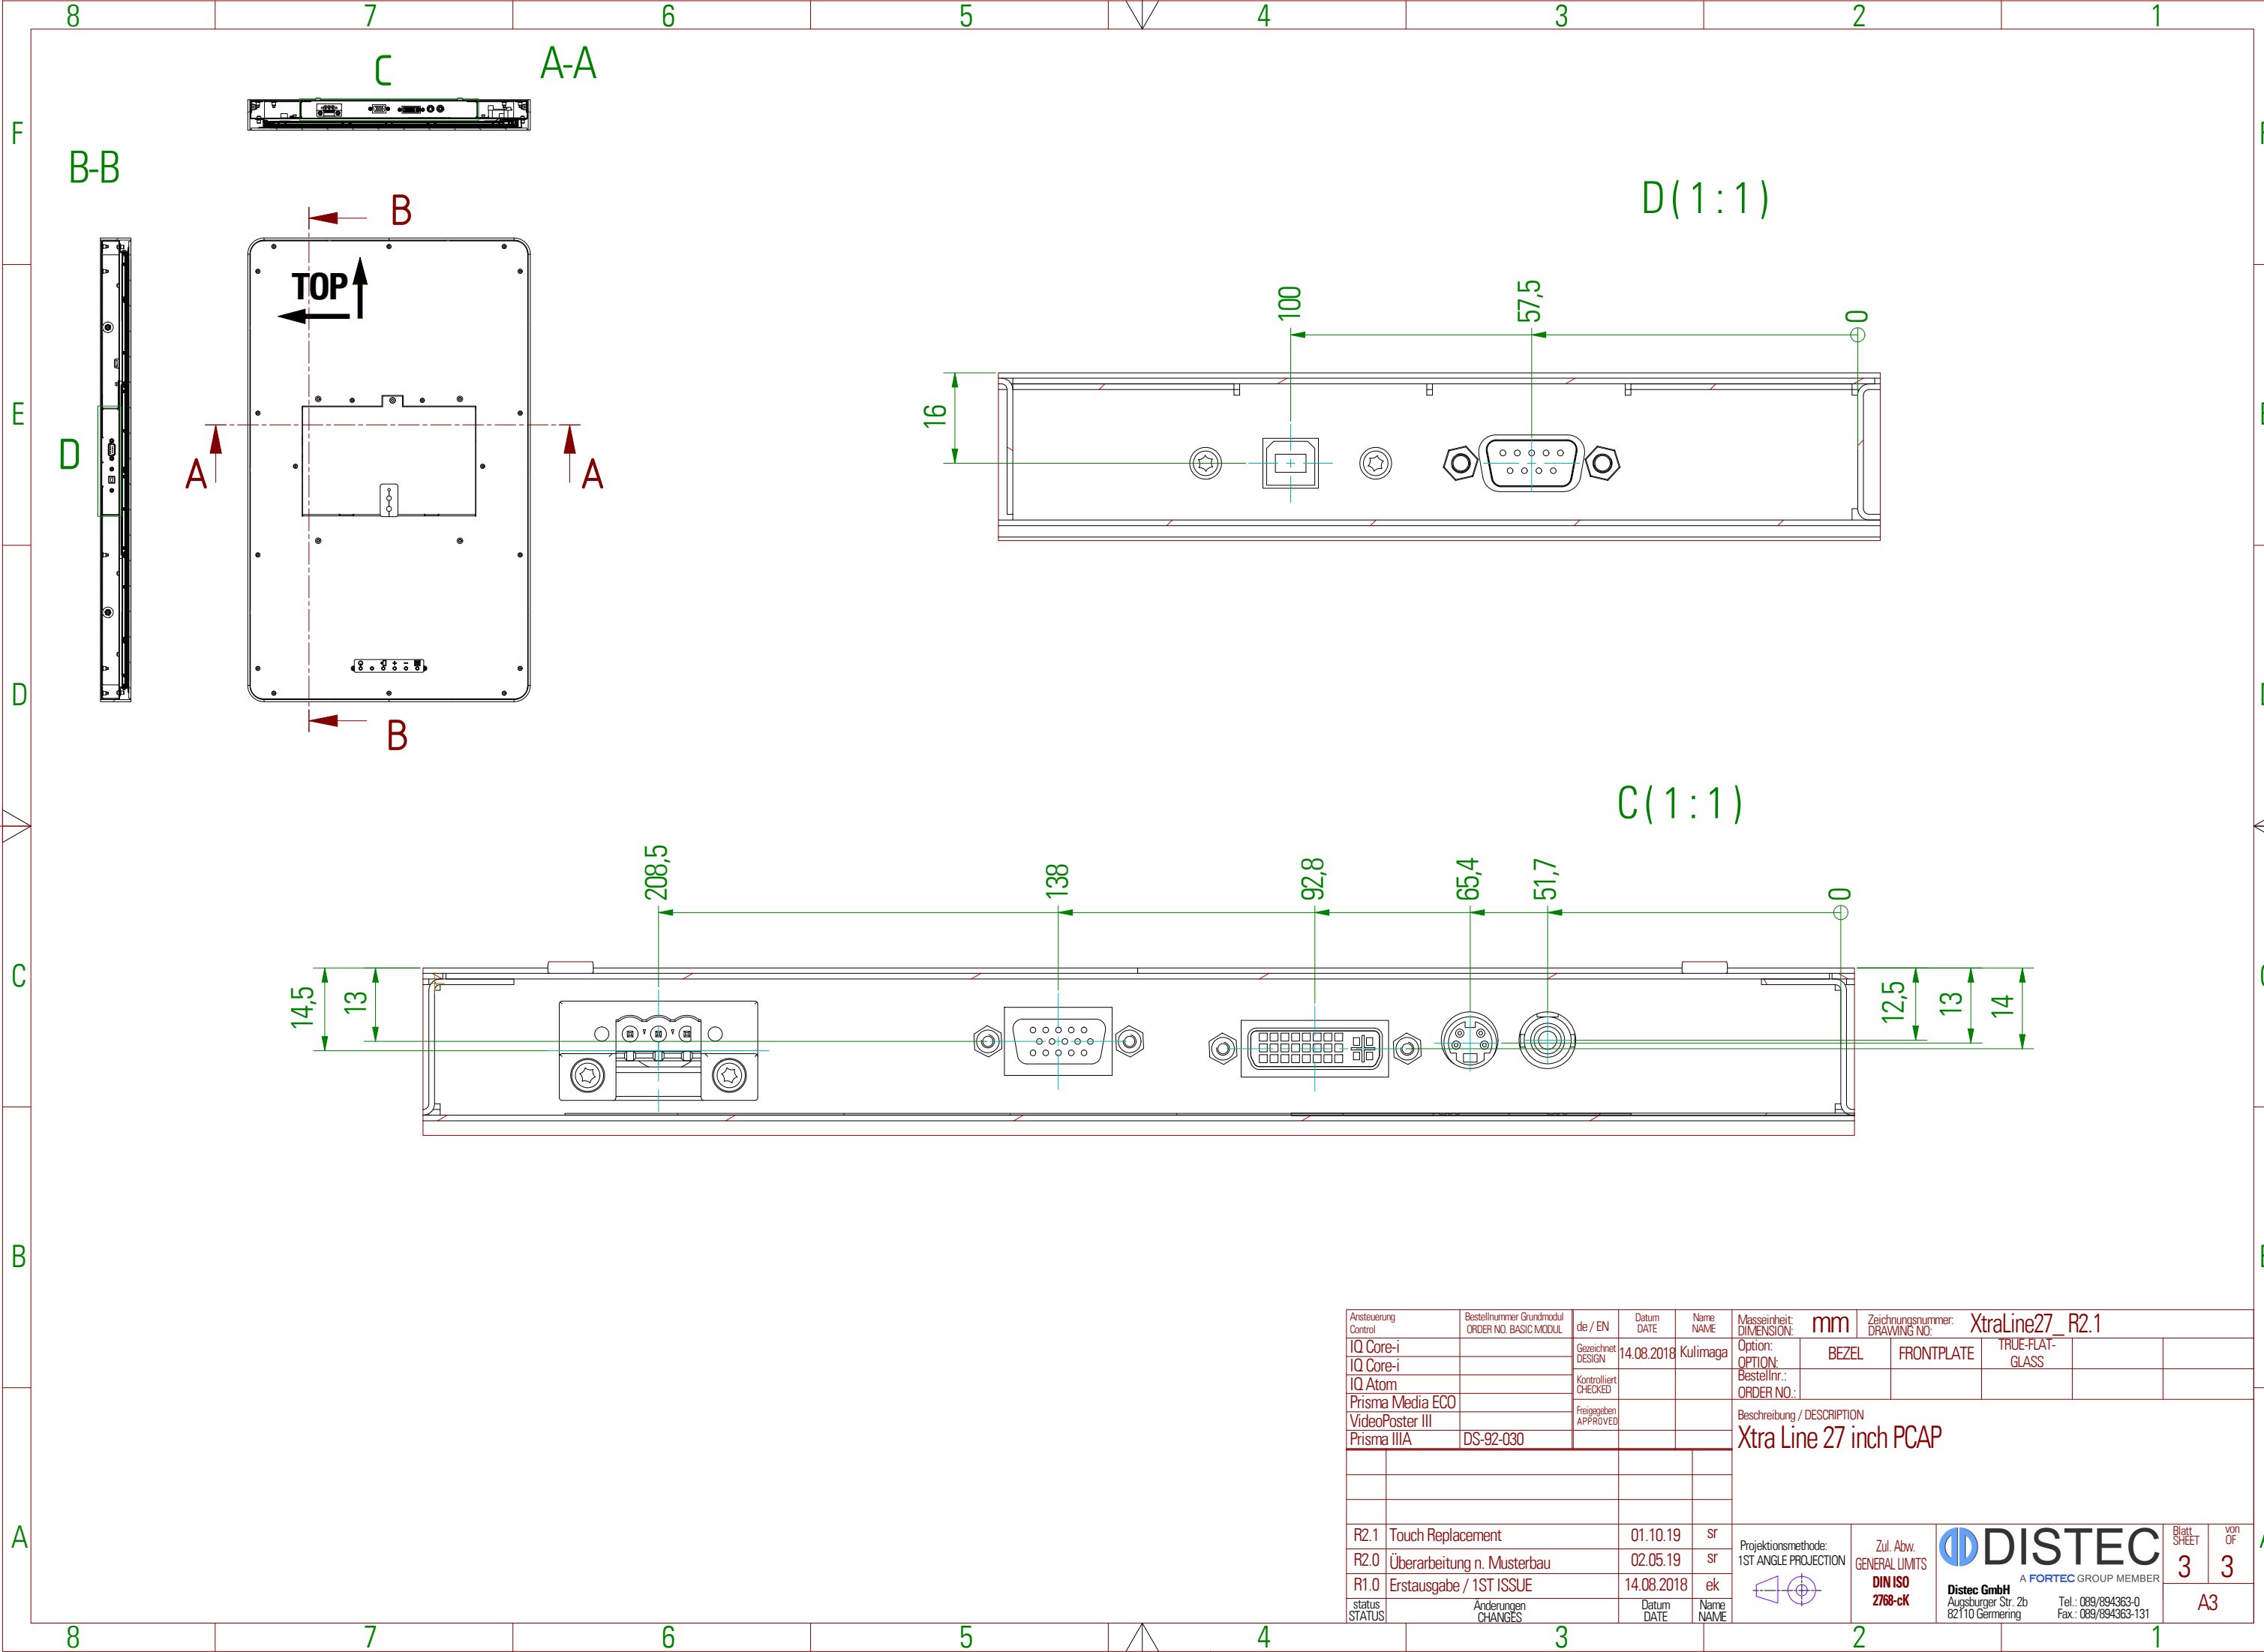 8 7 6 5 4 3 2 1
C A-A
F
B-B
D(1:1)
B
TOP
100 57,5 0
16
E
D
A A
D
B
C(1:1)
208,5 138 92,8 65,4 51,7 0
C
14,5 13 12,5 13 14
B
A
Ansteuerung
Control
Bestellnummer Grundmodul
ORDER NO. BASIC MODUL
de / EN
Datum
DATE
Name
NAME
Masseinheit:
DIMENSION:
mm
Zeichnungsnummer:
DRAWING NO:
XtraLine27_R2.1
IQ Core-i
IQ Core-i
IQ Atom
Prisma Media ECO
VideoPoster III
Prisma IIIA DS-92-030
Gezeichnet
DESIGN
14.08.2018 Kulimaga
Kontrolliert
CHECKED
Freigegeben
APPROVED
Option:
OPTION:
BEZEL FRONTPLATE TRUE-FLAT-
GLASS
Bestellnr.:
ORDER NO.:
Beschreibung / DESCRIPTION
Xtra Line 27 inch PCAP
R2.1 Touch Replacement 01.10.19 sr
R2.0 Überarbeitung n. Musterbau 02.05.19 sr
R1.0 Erstausgabe / 1ST ISSUE 14.08.2018 ek
status
STATUS
Änderungen
CHANGES
Datum
DATE
Name
NAME
Projektionsmethode:
1ST ANGLE PROJECTION
Zul. Abw.
GENERAL LIMITS
DIN ISO
2768-cK
DISTEC
A FORTEC GROUP MEMBER
Distec GmbH
Augsburger Str. 2b Tel.: 089/894363-0
82110 Germering Fax.: 089/894363-131
Blatt
SHEET
3
von
OF
3
A3
8 7 6 5 4 3 2 1